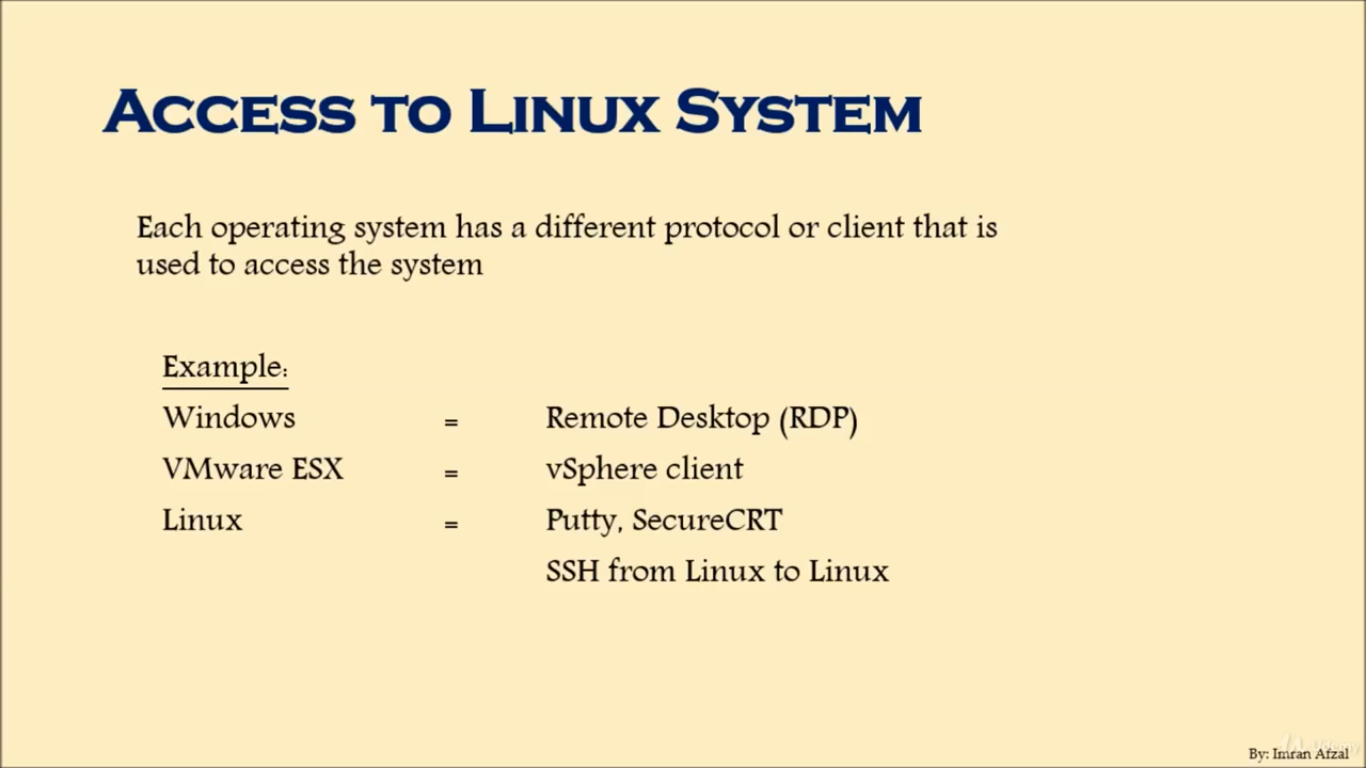 Access to Linux System
Each operating system has a different protocol or client that is
used to access the system
Example:
Windows = Remote Desktop (RDP)
VMware ESX = vSphere client
Linux = Putty, SecureCRT
SSH from Linux to Linux
Udemy
By: Imran Afzal